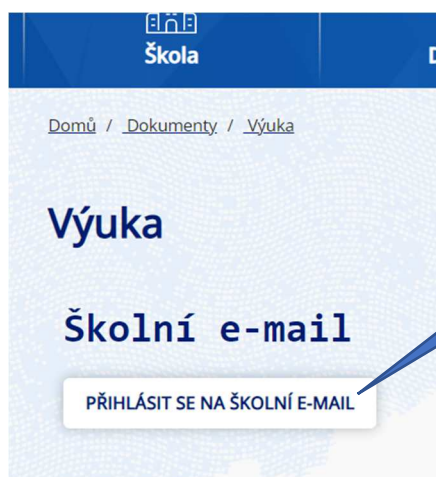 Škola
Domů / Dokumenty / Výuka
Výuka
Školní e-mail
PŘIHLÁSIT SE NA ŠKOLNÍ E-MAIL